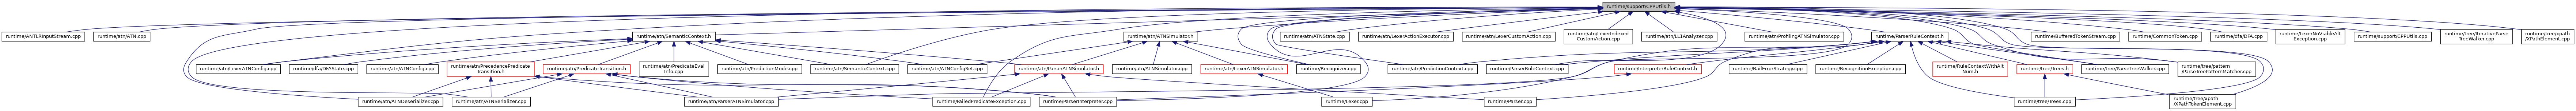 runtime/support/CPPUtils.h
runtime/ANTLRInputStream.cpp
runtime/atn/ATN.cpp
runtime/atn/SemanticContext.h
runtime/atn/ATNSimulator.h
runtime/atn/ATNState.cpp
runtime/atn/LexerActionExecutor.cpp
runtime/atn/LexerCustomAction.cpp
runtime/atn/LexerIndexed
CustomAction.cpp
runtime/atn/LL1Analyzer.cpp
runtime/atn/ProfilingATNSimulator.cpp
runtime/ParserRuleContext.h
runtime/BufferedTokenStream.cpp
runtime/CommonToken.cpp
runtime/dfa/DFA.cpp
runtime/LexerNoViableAlt
Exception.cpp
runtime/support/CPPUtils.cpp
runtime/tree/IterativeParse
TreeWalker.cpp
runtime/tree/xpath
/XPathElement.cpp
runtime/atn/LexerATNConfig.cpp
runtime/dfa/DFAState.cpp
runtime/atn/ATNConfig.cpp
runtime/atn/PrecedencePredicate
Transition.h
runtime/atn/PredicateTransition.h
runtime/atn/PredicateEval
Info.cpp
runtime/atn/PredictionMode.cpp
runtime/atn/SemanticContext.cpp
runtime/atn/ATNConfigSet.cpp
runtime/atn/ParserATNSimulator.h
runtime/atn/ATNSimulator.cpp
runtime/atn/LexerATNSimulator.h
runtime/Recognizer.cpp
runtime/atn/PredictionContext.cpp
runtime/ParserRuleContext.cpp
runtime/InterpreterRuleContext.h
runtime/BailErrorStrategy.cpp
runtime/RecognitionException.cpp
runtime/RuleContextWithAlt
Num.h
runtime/tree/Trees.h
runtime/tree/ParseTreeWalker.cpp
runtime/tree/pattern
/ParseTreePatternMatcher.cpp
runtime/atn/ATNDeserializer.cpp
runtime/atn/ATNSerializer.cpp
runtime/atn/ParserATNSimulator.cpp
runtime/FailedPredicateException.cpp
runtime/ParserInterpreter.cpp
runtime/Lexer.cpp
runtime/Parser.cpp
runtime/tree/Trees.cpp
runtime/tree/xpath
/XPathTokenElement.cpp